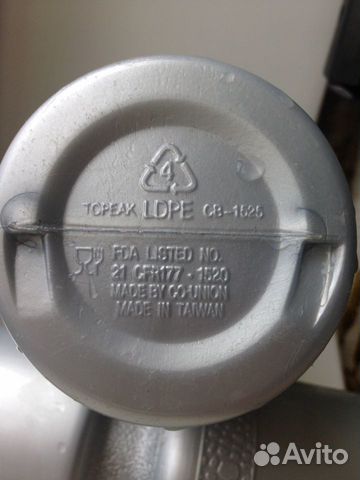 4
TOPEAK LDPE CB-1525
FDA LISTED NO.
21 CFR177-1520
MADE BY CO-UNION
MADE IN TAIWAN
Avito